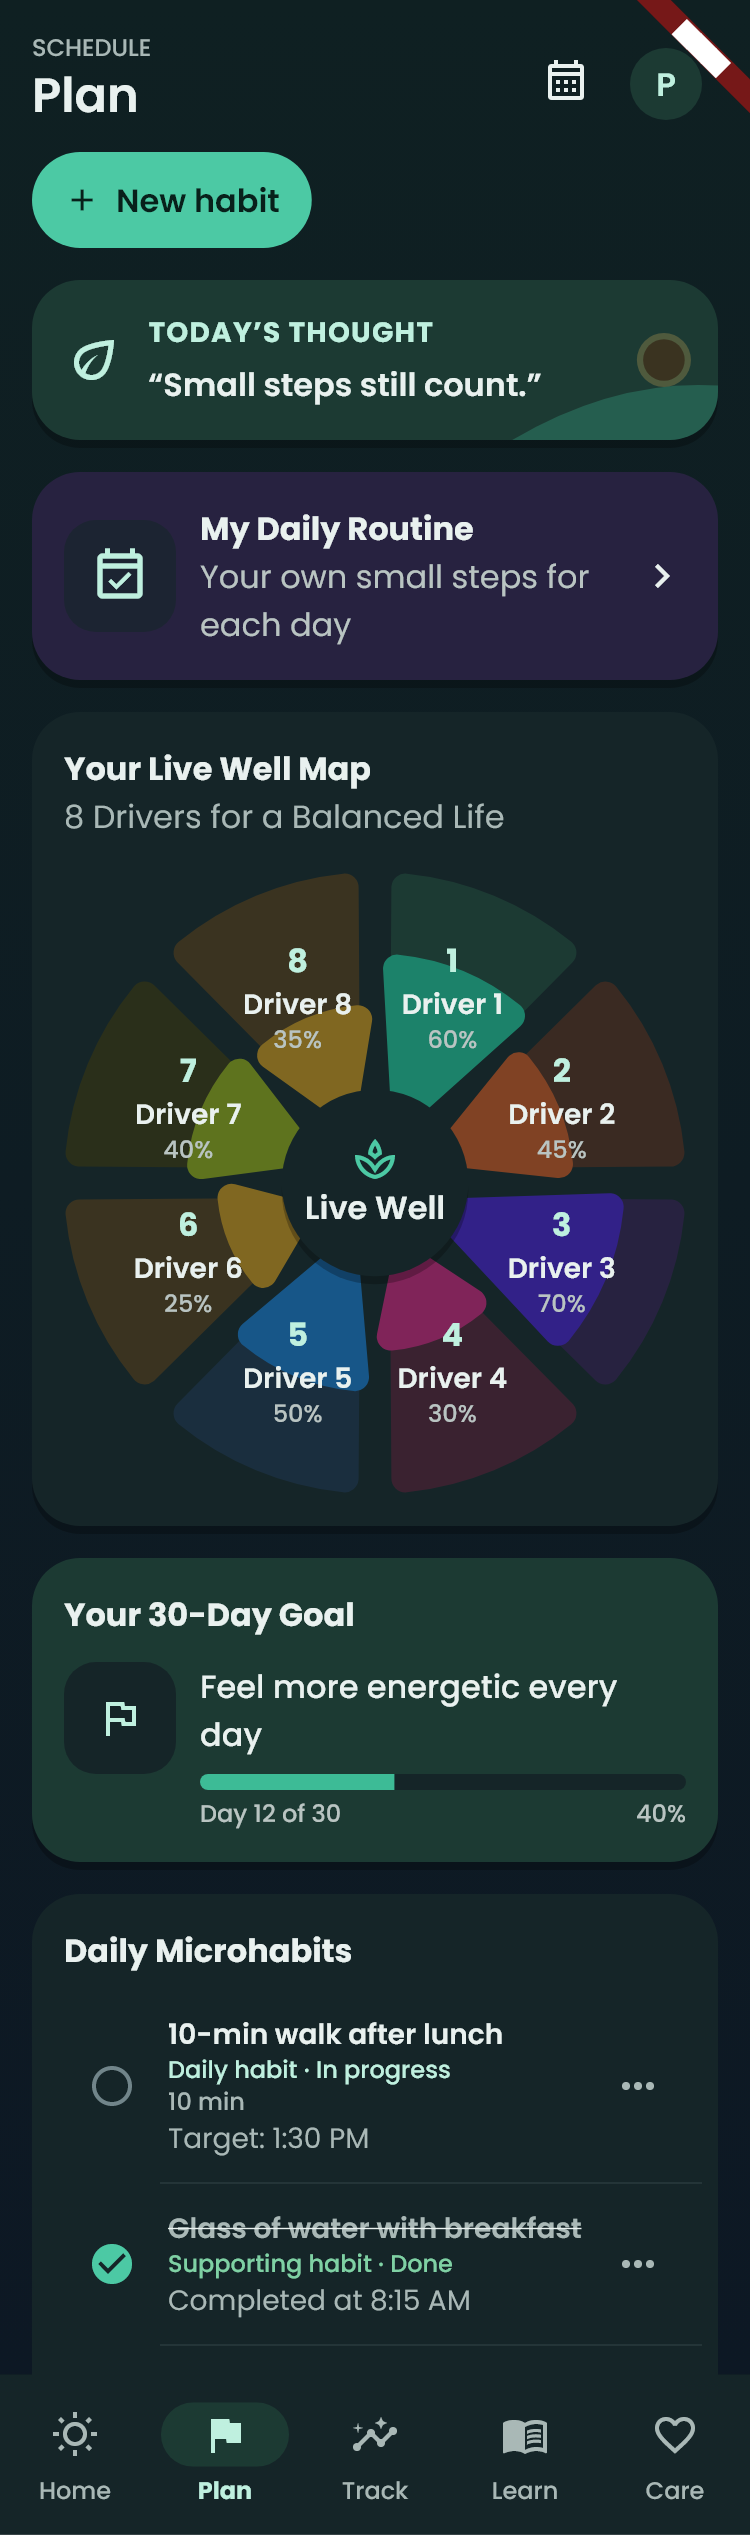 SCHEDULE
Plan
P
+ New habit
TODAY’S THOUGHT
“Small steps still count.”
My Daily Routine
Your own small steps for
each day
Your Live Well Map
8 Drivers for a Balanced Life
8
Driver 8
35%
1
Driver 1
60%
7
Driver 7
40%
2
Driver 2
45%
Live Well
6
Driver 6
25%
3
Driver 3
70%
5
Driver 5
50%
4
Driver 4
30%
Your 30-Day Goal
Feel more energetic every
day
Day 12 of 30
40%
Daily Microhabits
10-min walk after lunch
Daily habit · In progress
10 min
Target: 1:30 PM
Glass of water with breakfast
Supporting habit · Done
Completed at 8:15 AM
Home
Plan
Track
Learn
Care